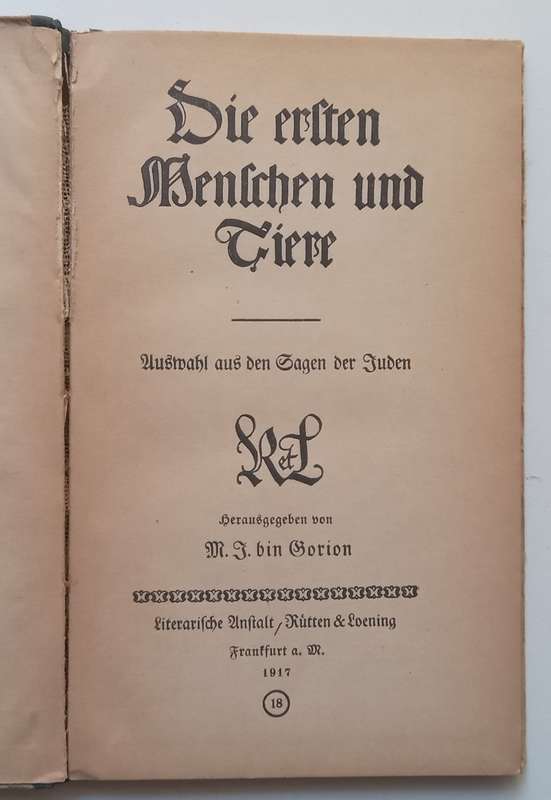 Die ersten
Menschen und
Tiere
Auswahl aus den Sagen der Juden
R et L
Herausgegeben von
M. J. bin Gorion
Literarische Anstalt / Rütten & Loening
Frankfurt a. M.
1917
18